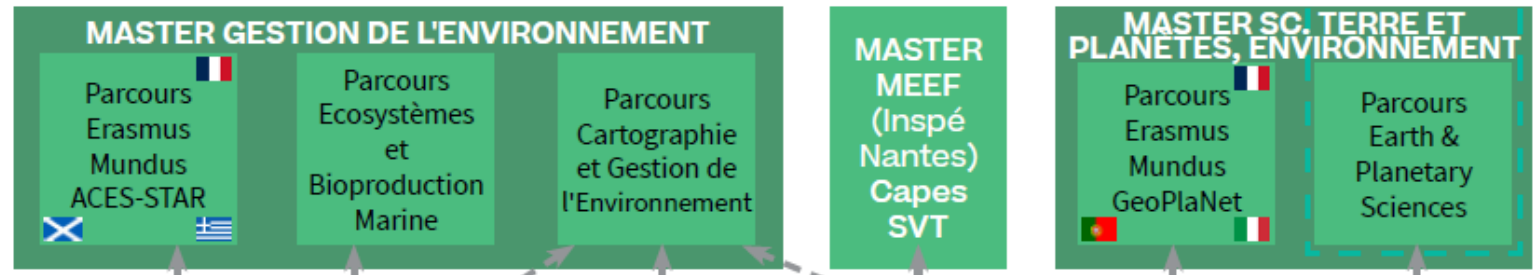 MASTER GESTION DE L'ENVIRONNEMENT
Parcours
Erasmus
Mundus
ACES-STAR
Parcours
Ecosystèmes
et
Bioproduction
Marine
Parcours
Cartographie
et Gestion de
l'Environnement
MASTER
MEEF
(Inspé
Nantes)
Capes
SVT
MASTER SC. TERRE ET
PLANÈTES, ENVIRONNEMENT
Parcours
Erasmus
Mundus
GeoPlaNet
Parcours
Earth &
Planetary
Sciences